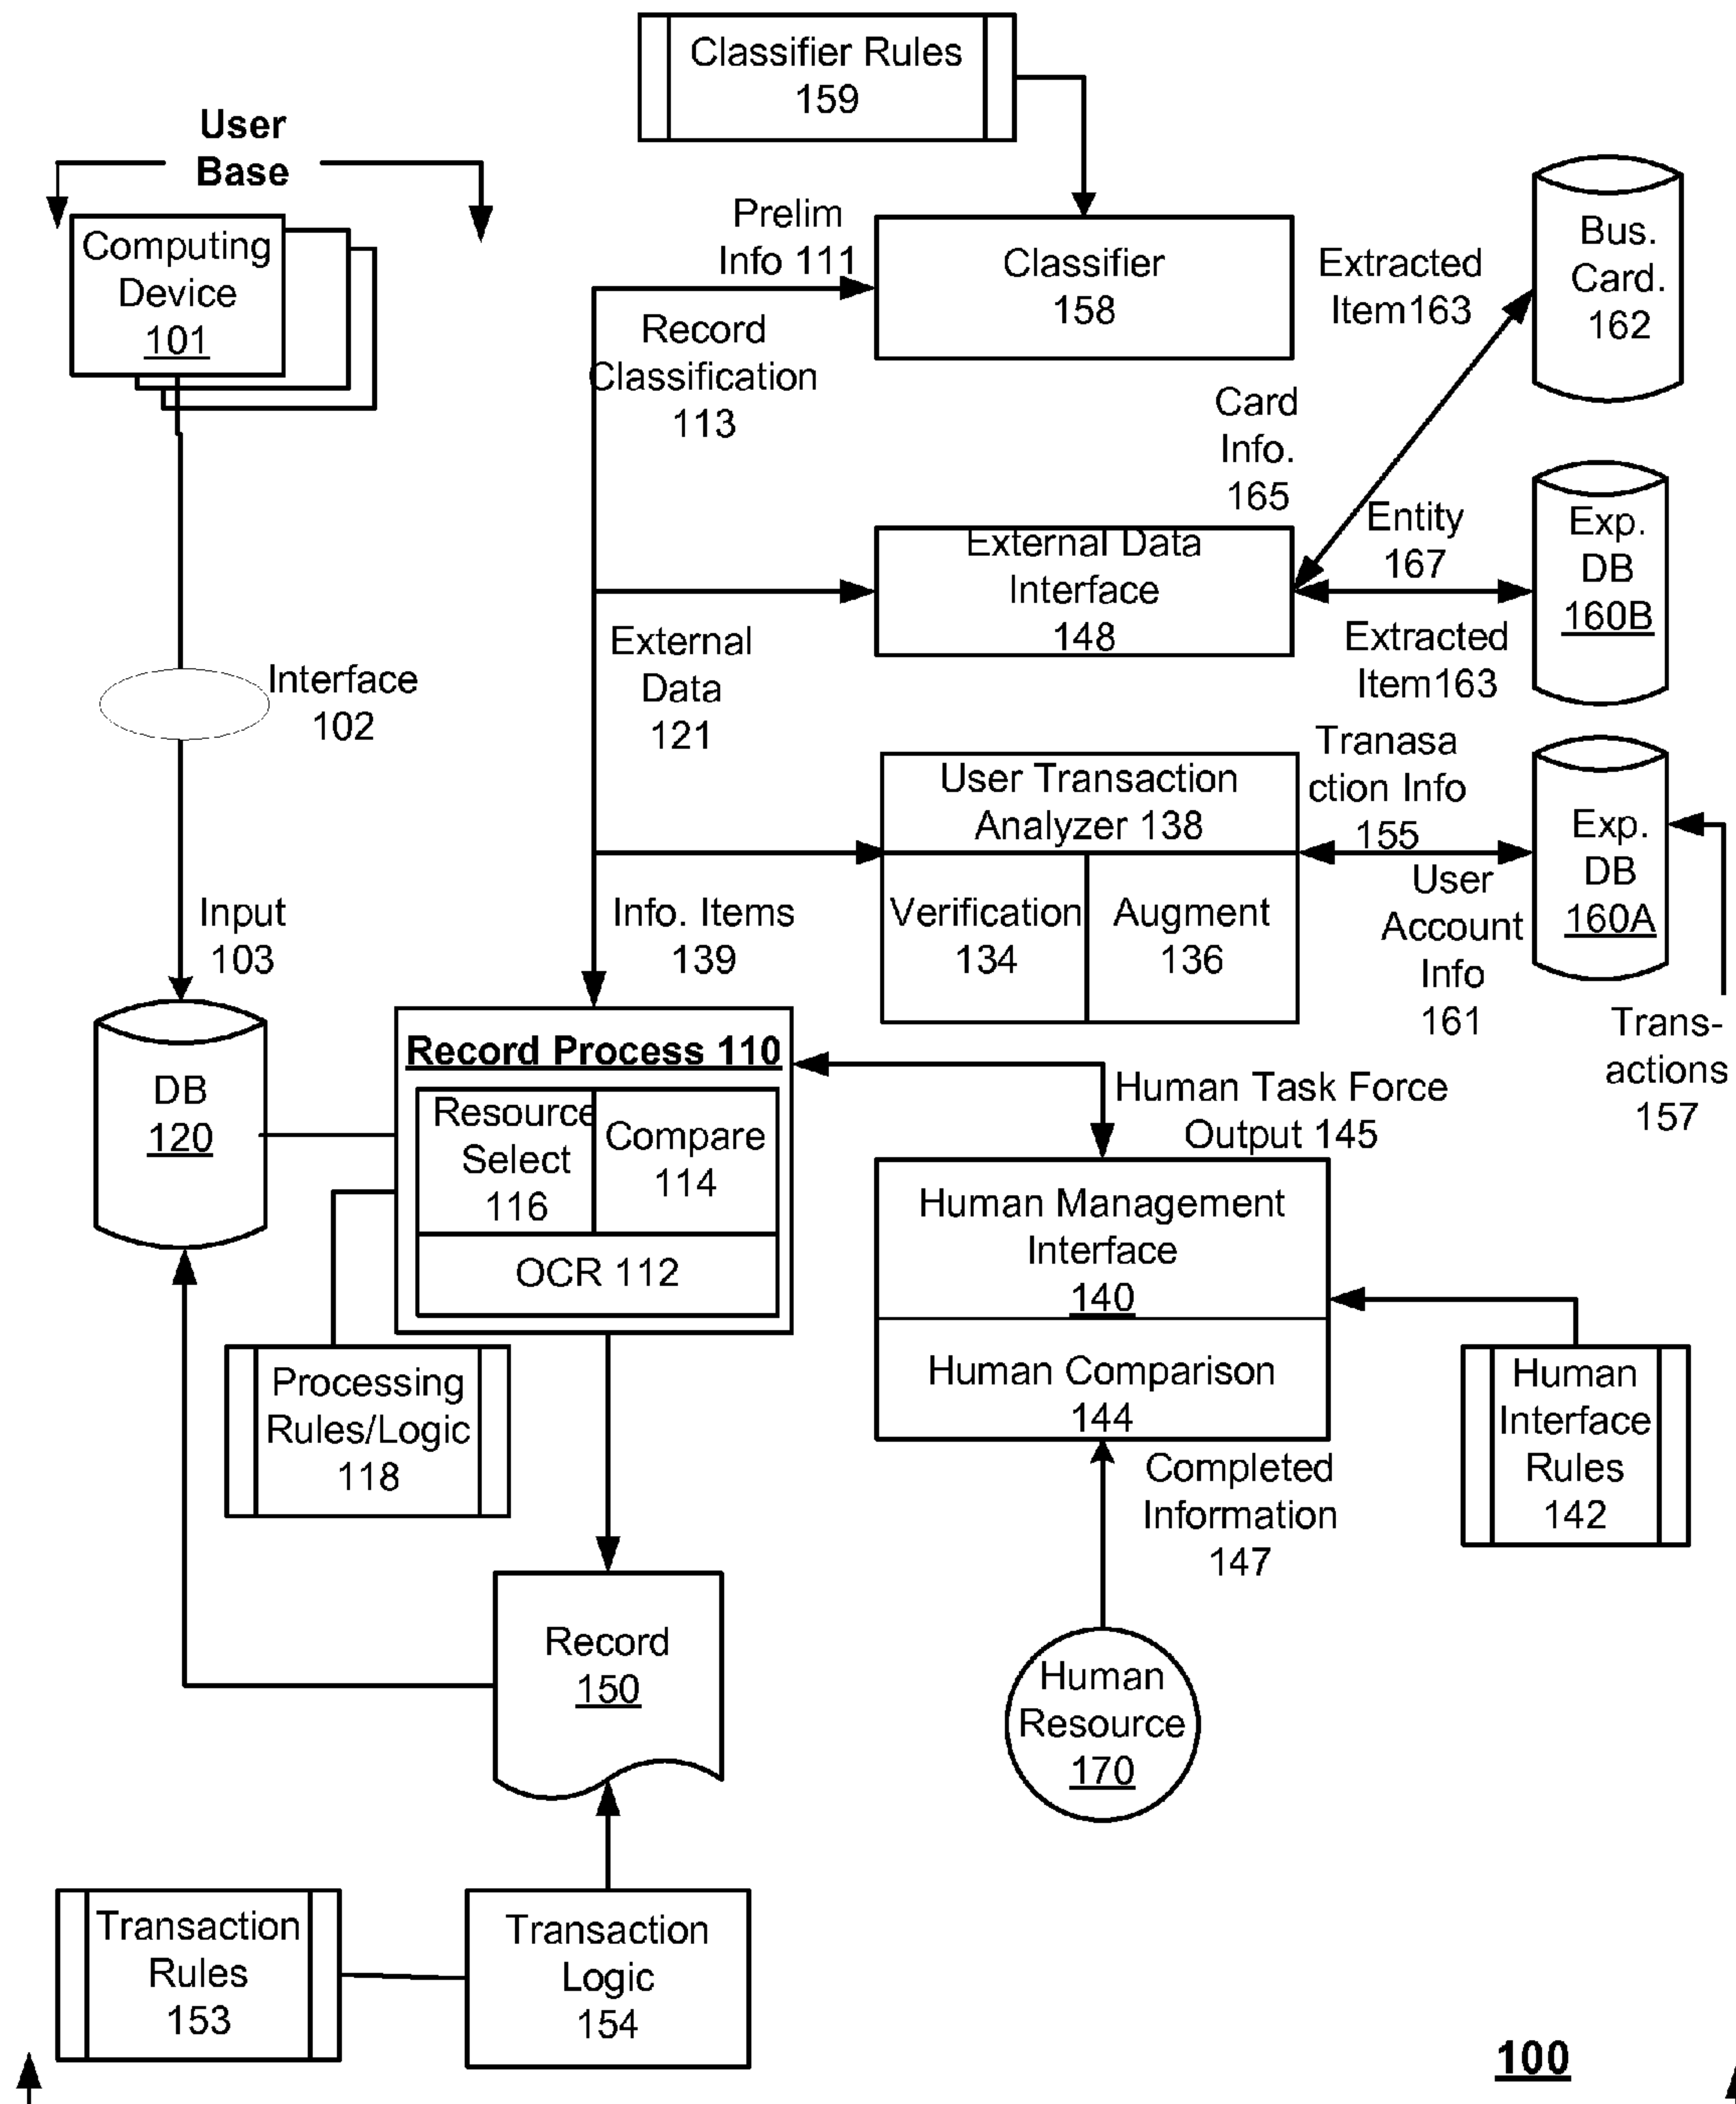 Classifier Rules
159
User
Base
Computing
Device
101
Prelim
Info 111
Classifier
158
Extracted
Item163
Bus.
Card.
162
Record
Classification
113
Card
Info.
165
External Data
Interface
148
Entity
167
Exp.
DB
160B
Extracted
Item163
External
Data
121
Interface
102
User Transaction
Analyzer 138
Verification
134
Augment
136
Tranasa
ction Info
155
User
Account
Info
161
Exp.
DB
160A
Trans-
actions
157
Input
103
Info. Items
139
DB
120
Record Process 110
Resource
Select
116
Compare
114
OCR 112
Human Task Force
Output 145
Human Management
Interface
140
Human Comparison
144
Human
Interface
Rules
142
Processing
Rules/Logic
118
Completed
Information
147
Record
150
Human
Resource
170
Transaction
Rules
153
Transaction
Logic
154
100